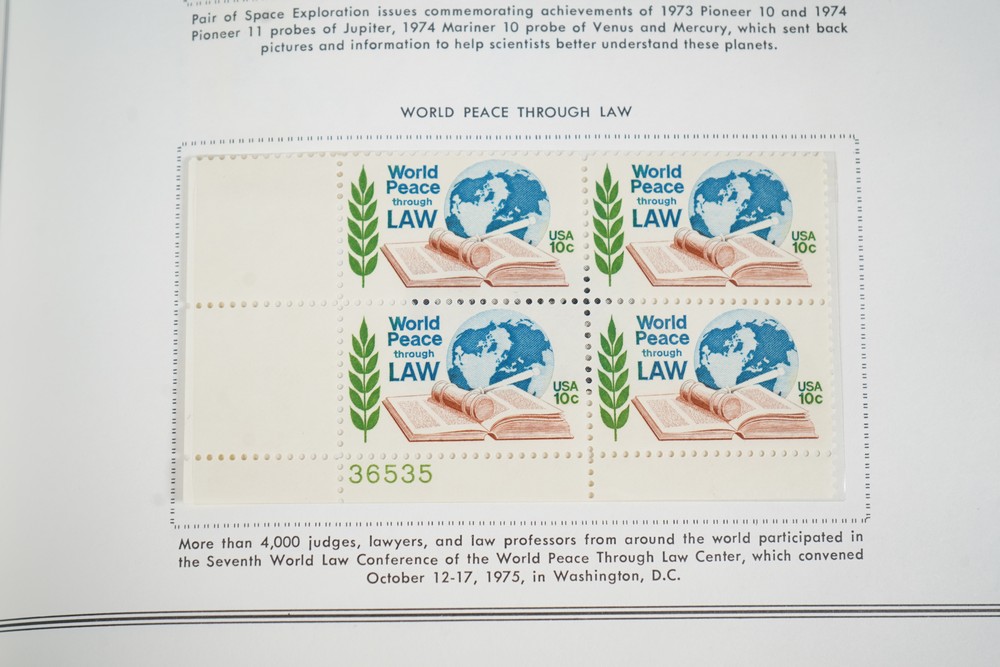 Pair of Space Exploration issues commemorating achievements of 1973 Pioneer 10 and 1974
Pioneer 11 probes of Jupiter, 1974 Mariner 10 probe of Venus and Mercury, which sent back
pictures and information to help scientists better understand these planets.
WORLD PEACE THROUGH LAW
World
Peace
through
LAW
USA
10c
World
Peace
through
LAW
USA
10c
World
Peace
through
LAW
USA
10c
World
Peace
through
LAW
USA
10c
36535
More than 4,000 judges, lawyers, and law professors from around the world participated in
the Seventh World Law Conference of the World Peace Through Law Center, which convened
October 12-17, 1975, in Washington, D.C.